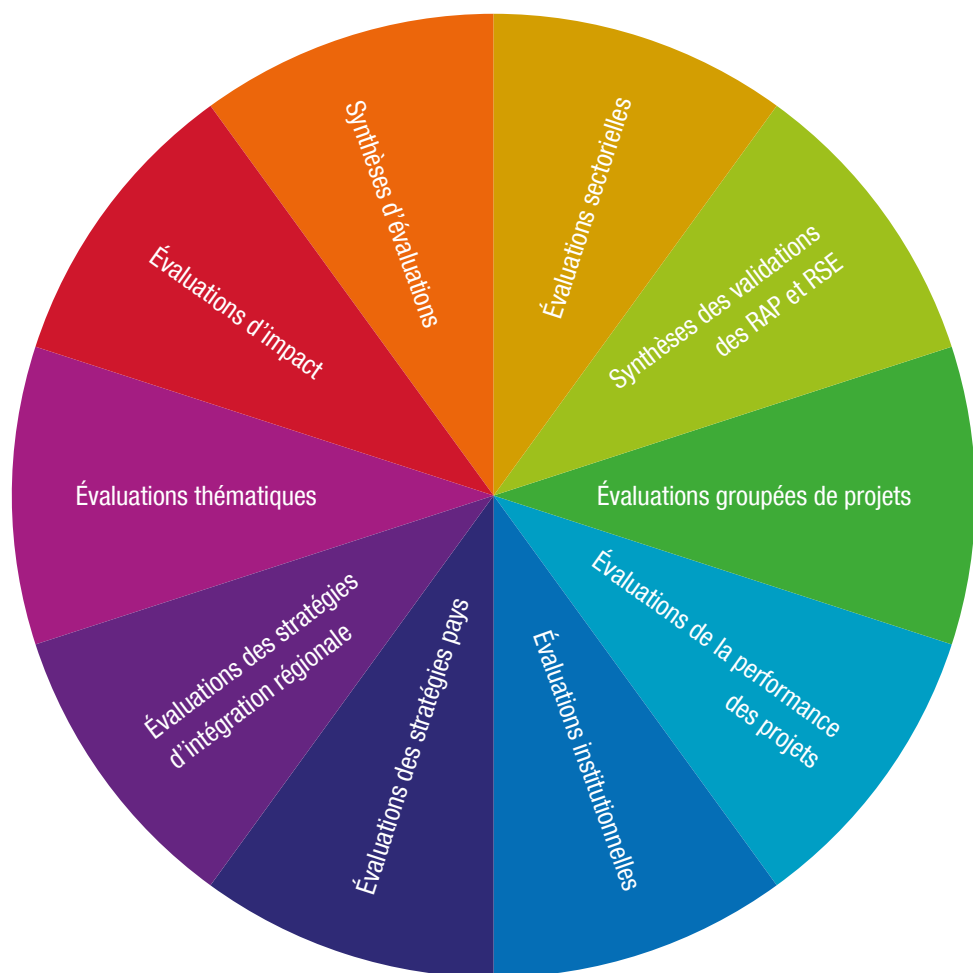 Évaluations sectorielles
Synthèses des validations
des RAP et RSE
Évaluations groupées de projets
Évaluations de la performance
des projets
Évaluations institutionnelles
Évaluations des stratégies pays
Évaluations des stratégies
d’intégration régionale
Évaluations thématiques
Évaluations d’impact
Synthèses d’évaluations